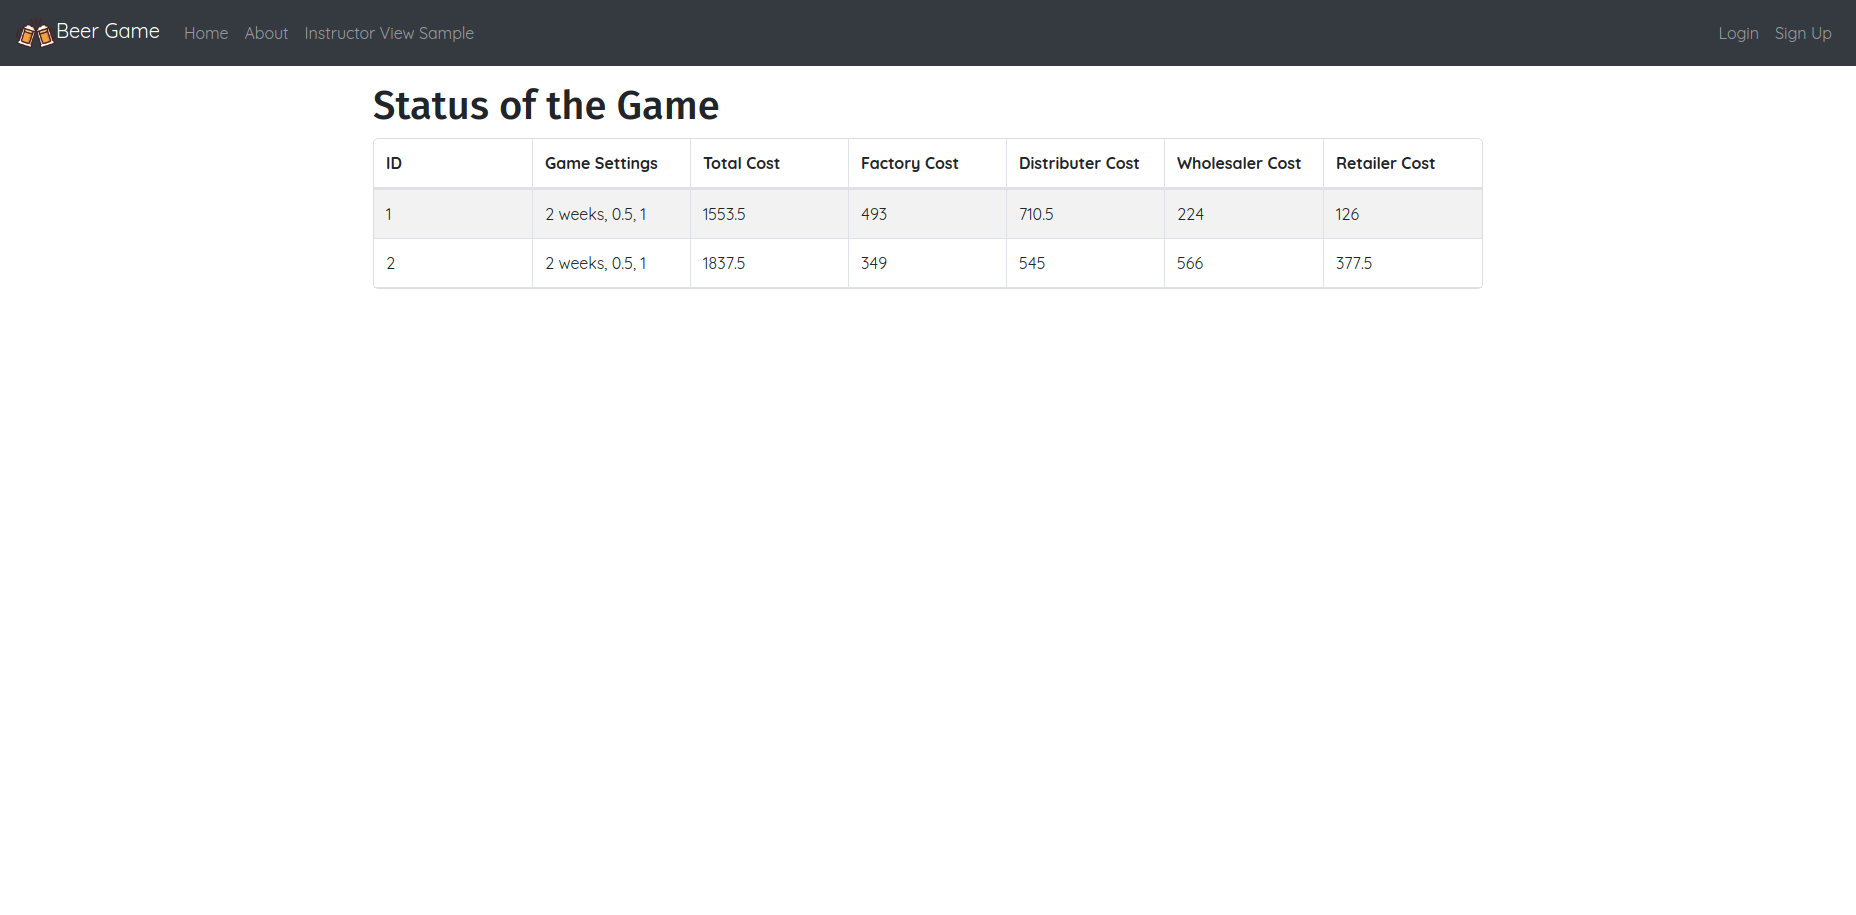 Beer Game Home About Instructor View Sample Login Sign Up
Status of the Game
ID Game Settings Total Cost Factory Cost Distributer Cost Wholesaler Cost Retailer Cost
1 2 weeks, 0.5, 1 1553.5 493 710.5 224 126
2 2 weeks, 0.5, 1 1837.5 349 545 566 377.5